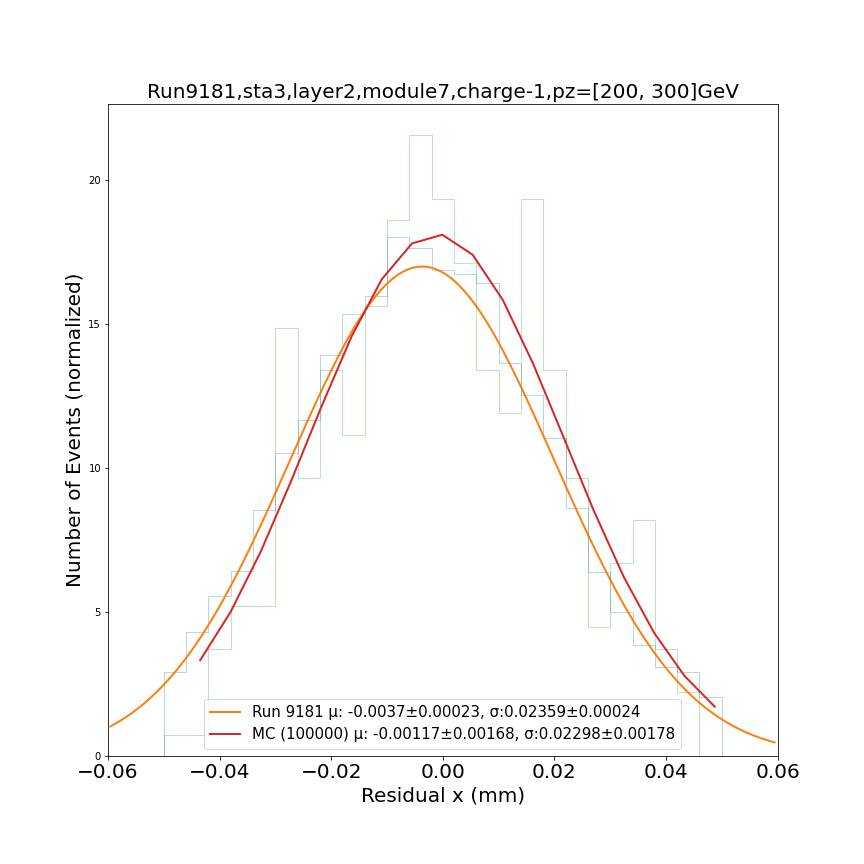 Run9181,sta3,layer2,module7,charge-1,pz=[200, 300]GeV
Number of Events (normalized)
20
15
10
5
0
Run 9181 μ: -0.0037±0.00023, σ:0.02359±0.00024
MC (100000) μ: -0.00117±0.00168, σ:0.02298±0.00178
−0.06 −0.04 −0.02 0.00 0.02 0.04 0.06
Residual x (mm)